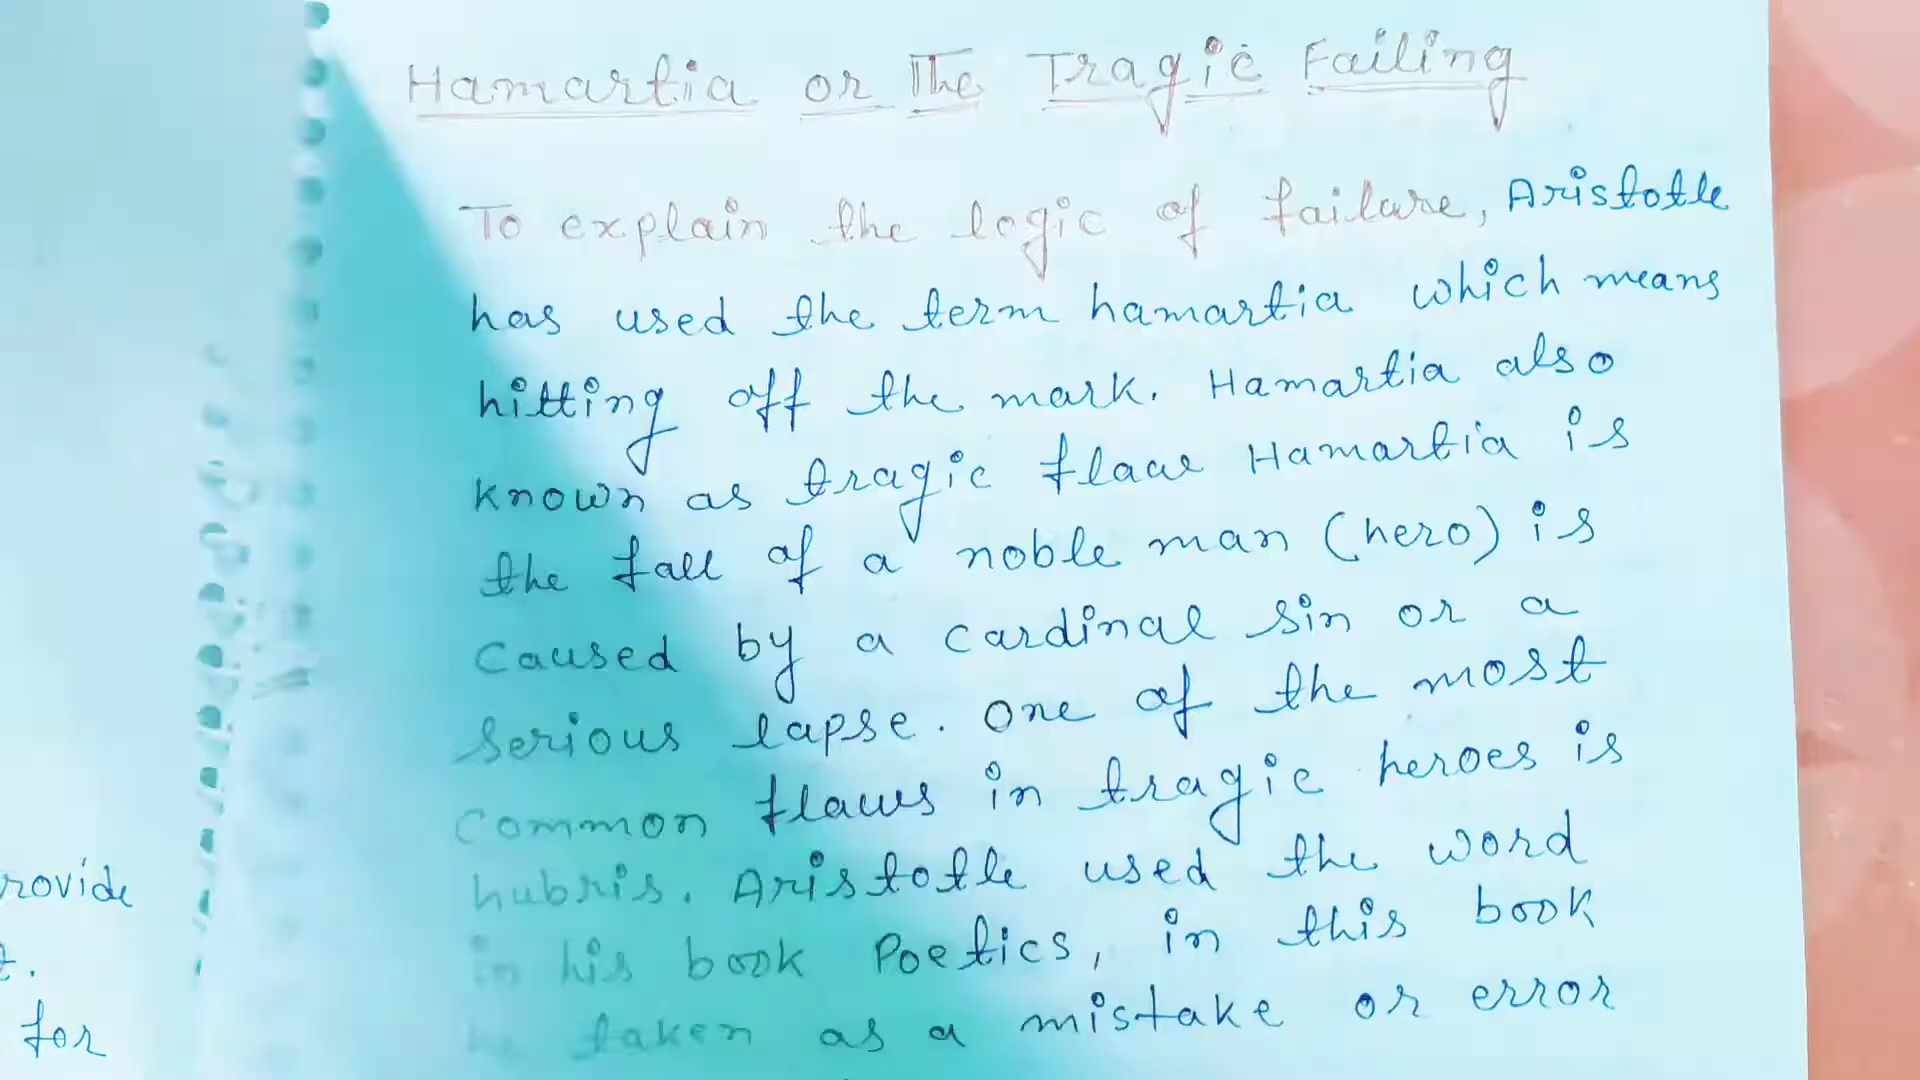 Hamartia or The Tragic Failing
To explain the logic of failure, Aristotle
has used the term hamartia which means
hitting off the mark. Hamartia also
known as tragic flaw Hamartia is
the fall of a noble man (hero) is
caused by a cardinal sin or a
serious lapse. One of the most
common flaws in tragic heroes is
hubris. Aristotle used the word
in his book Poetics, in this book
he taken as a mistake or error
rovide
for